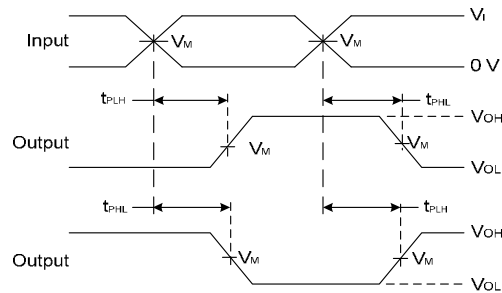 Input VM VM VI
0 V
tPLH tPHL
Output VM VM VOH
VOL
tPHL tPLH
Output VM VM VOH
VOL